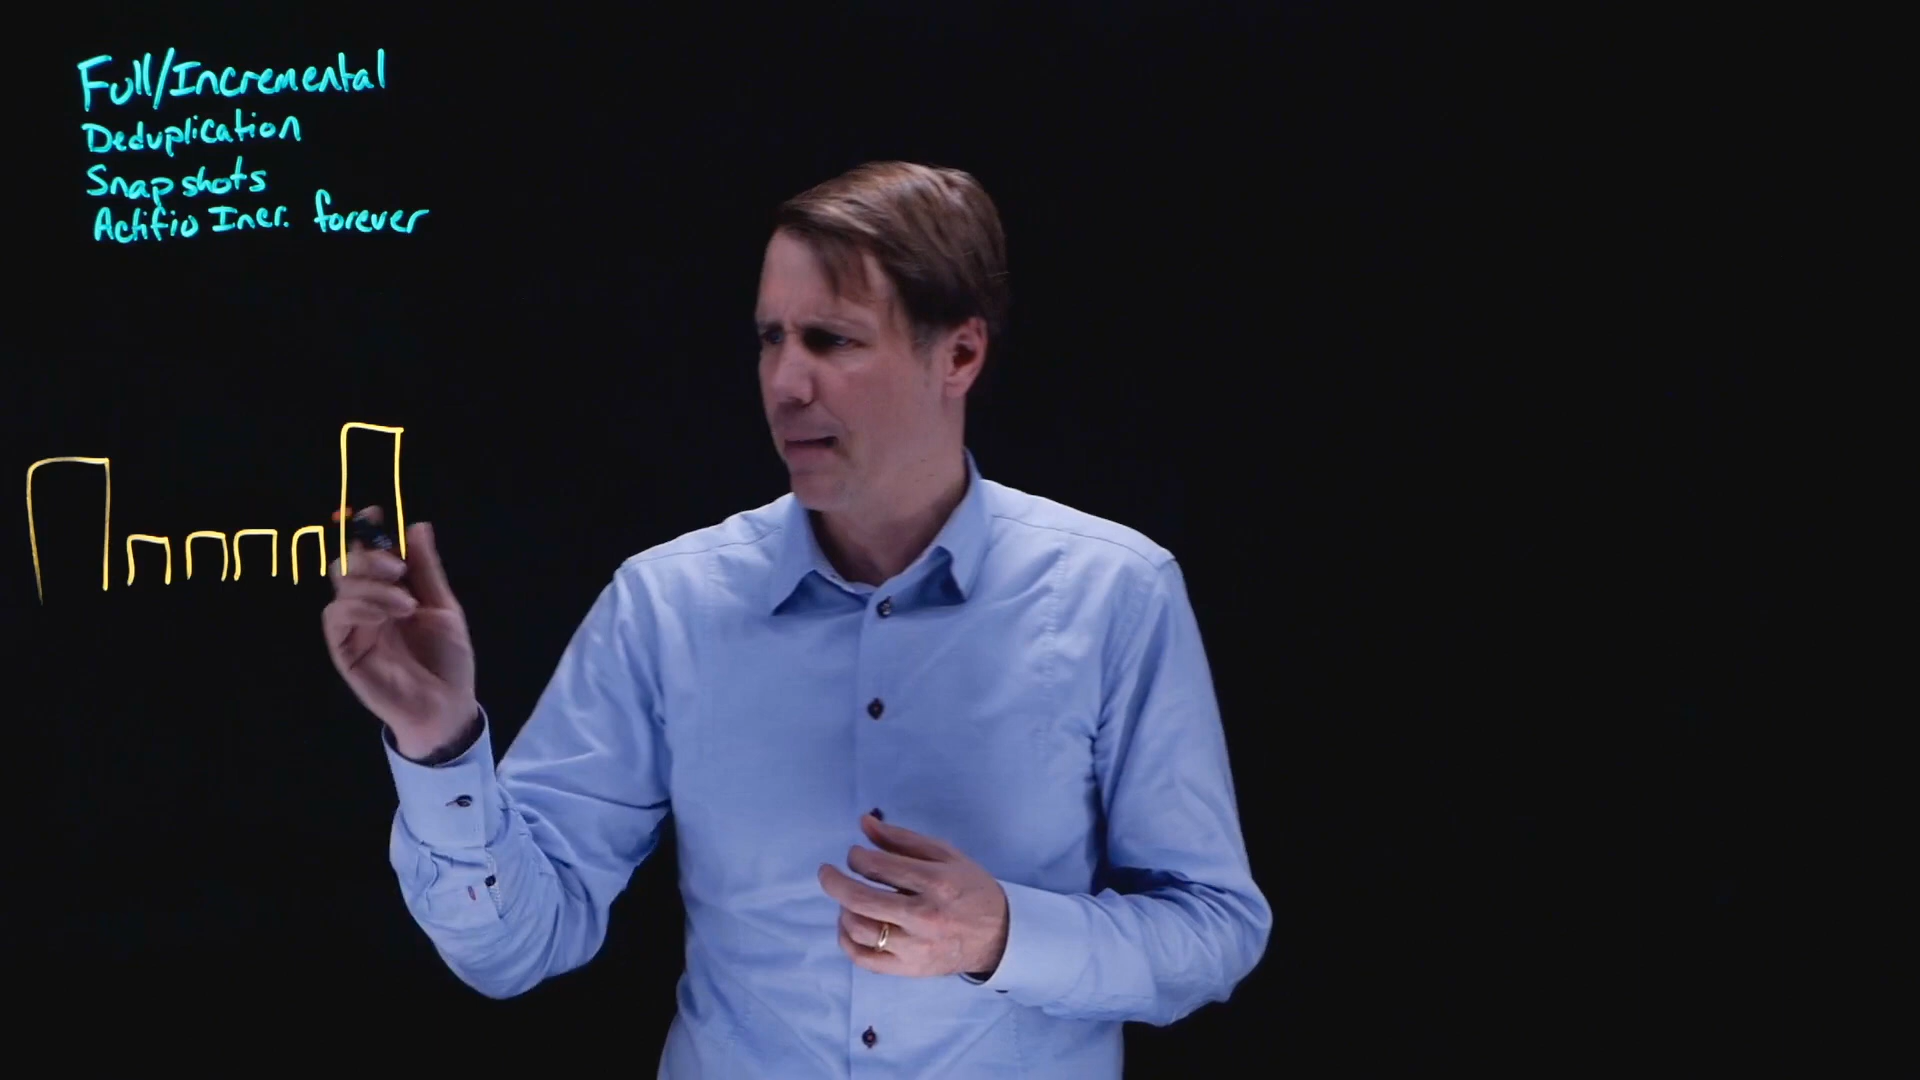 Full/Incremental
Deduplication
Snapshots
Actifio Incr. forever